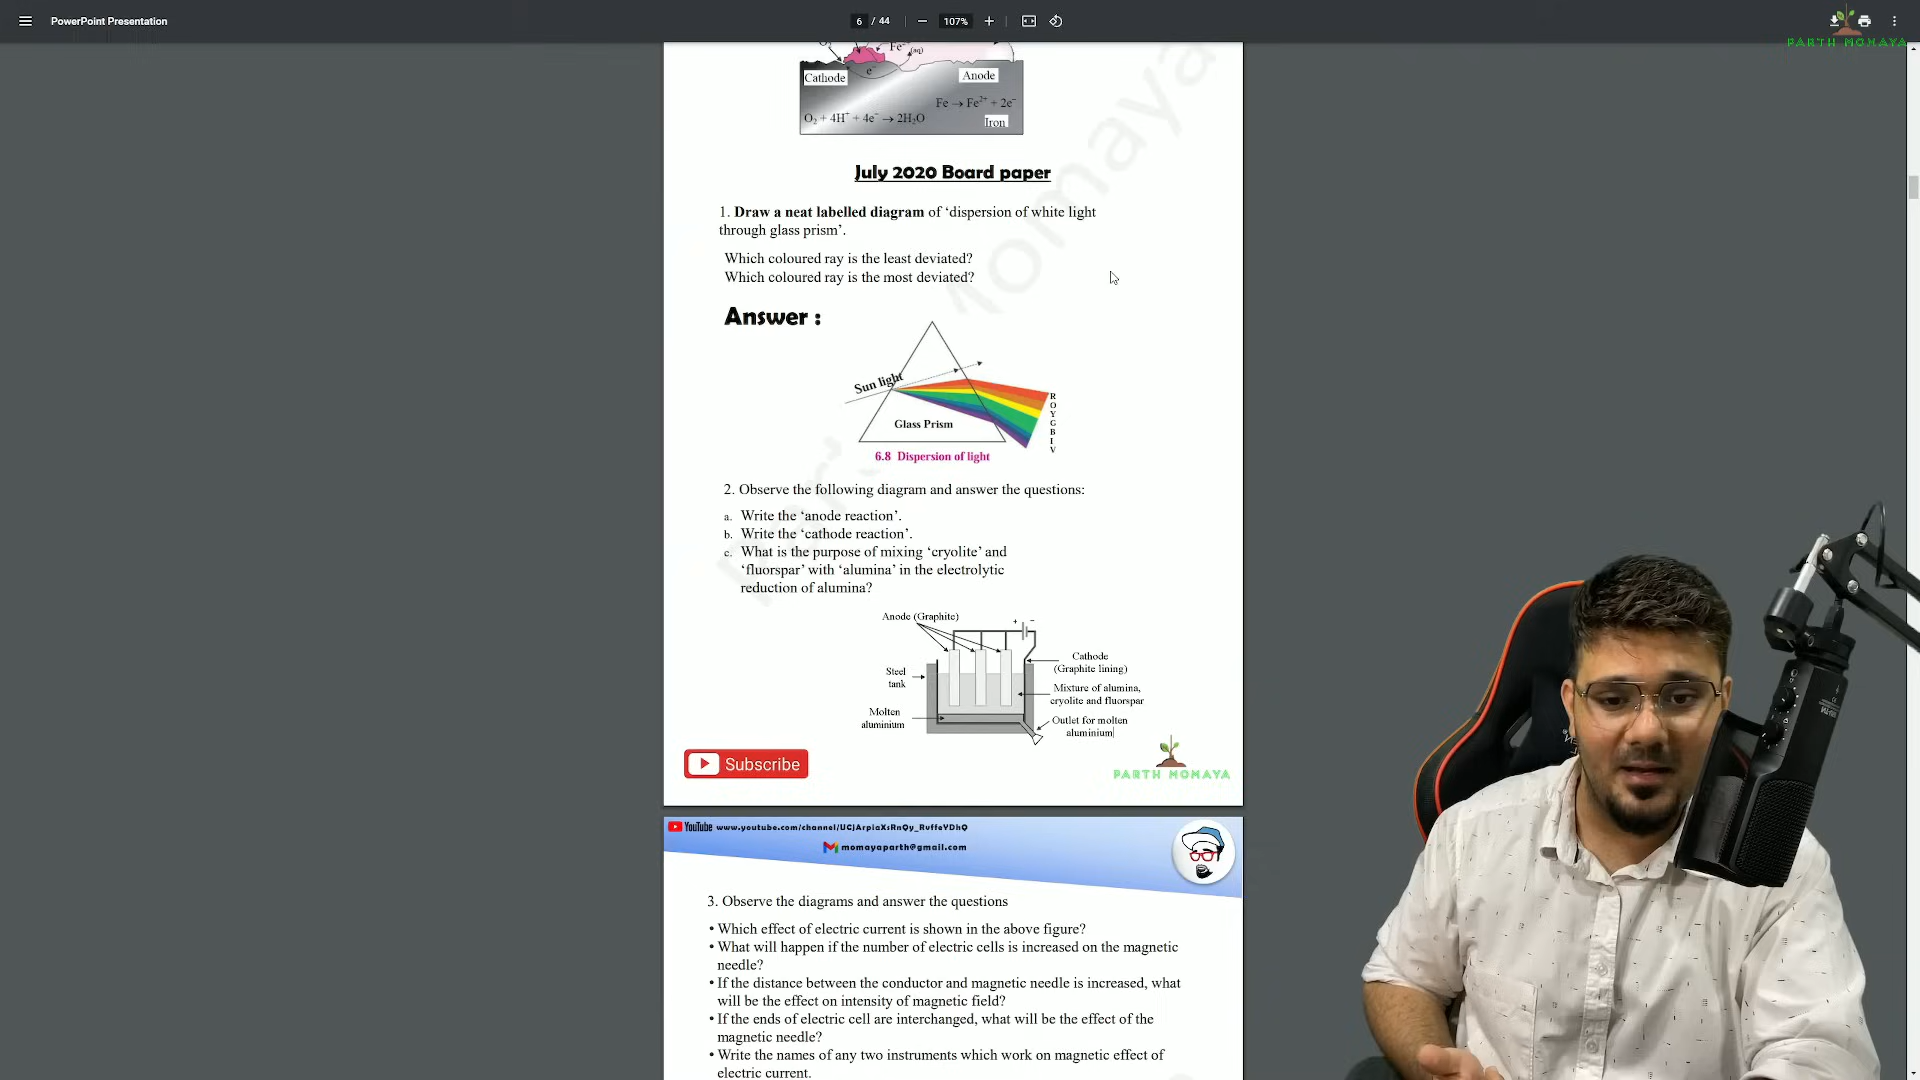 PowerPoint Presentation
6 / 44
107%
PARTH MOMAYA
Fe (aq)
Cathode
e⁻
Anode
Fe → Fe²⁺ + 2e⁻
O₂ + 4H⁺ + 4e⁻ → 2H₂O
Iron
July 2020 Board paper
1. Draw a neat labelled diagram of ‘dispersion of white light
through glass prism’.
Which coloured ray is the least deviated?
Which coloured ray is the most deviated?
Answer :
Sun light
Glass Prism
R
O
Y
G
B
I
V
6.8 Dispersion of light
2. Observe the following diagram and answer the questions:
a. Write the ‘anode reaction’.
b. Write the ‘cathode reaction’.
c. What is the purpose of mixing ‘cryolite’ and
‘fluorspar’ with ‘alumina’ in the electrolytic
reduction of alumina?
Anode (Graphite)
+ −
Cathode
(Graphite lining)
Steel
tank
Mixture of alumina,
cryolite and fluorspar
Molten
aluminium
Outlet for molten
aluminium
Subscribe
PARTH MOMAYA
YouTube www.youtube.com/channel/UCJArpiaXsRnQy_RvffeYDhQ
momayaparth@gmail.com
3. Observe the diagrams and answer the questions
• Which effect of electric current is shown in the above figure?
• What will happen if the number of electric cells is increased on the magnetic
needle?
• If the distance between the conductor and magnetic needle is increased, what
will be the effect on intensity of magnetic field?
• If the ends of electric cell are interchanged, what will be the effect of the
magnetic needle?
• Write the names of any two instruments which work on magnetic effect of
electric current.